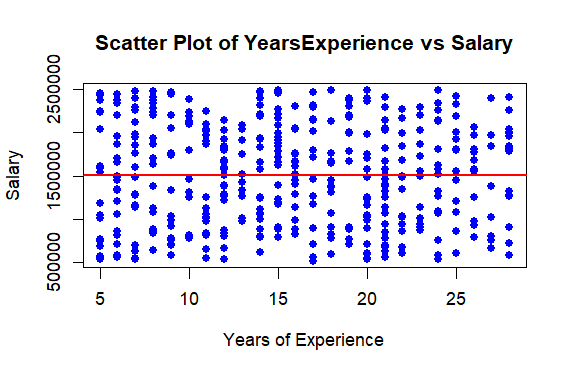 Scatter Plot of YearsExperience vs Salary
Salary
2500000
1500000
500000
5 10 15 20 25
Years of Experience